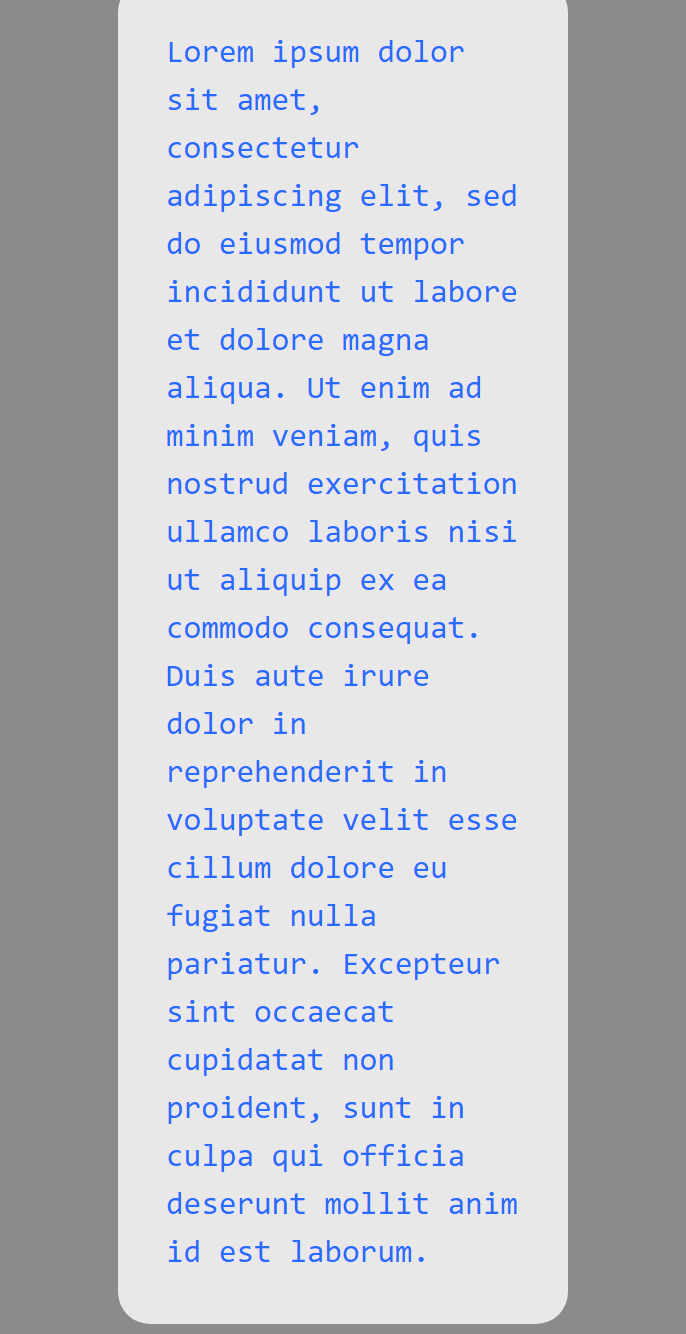 Lorem ipsum dolor
sit amet,
consectetur
adipiscing elit, sed
do eiusmod tempor
incididunt ut labore
et dolore magna
aliqua. Ut enim ad
minim veniam, quis
nostrud exercitation
ullamco laboris nisi
ut aliquip ex ea
commodo consequat.
Duis aute irure
dolor in
reprehenderit in
voluptate velit esse
cillum dolore eu
fugiat nulla
pariatur. Excepteur
sint occaecat
cupidatat non
proident, sunt in
culpa qui officia
deserunt mollit anim
id est laborum.